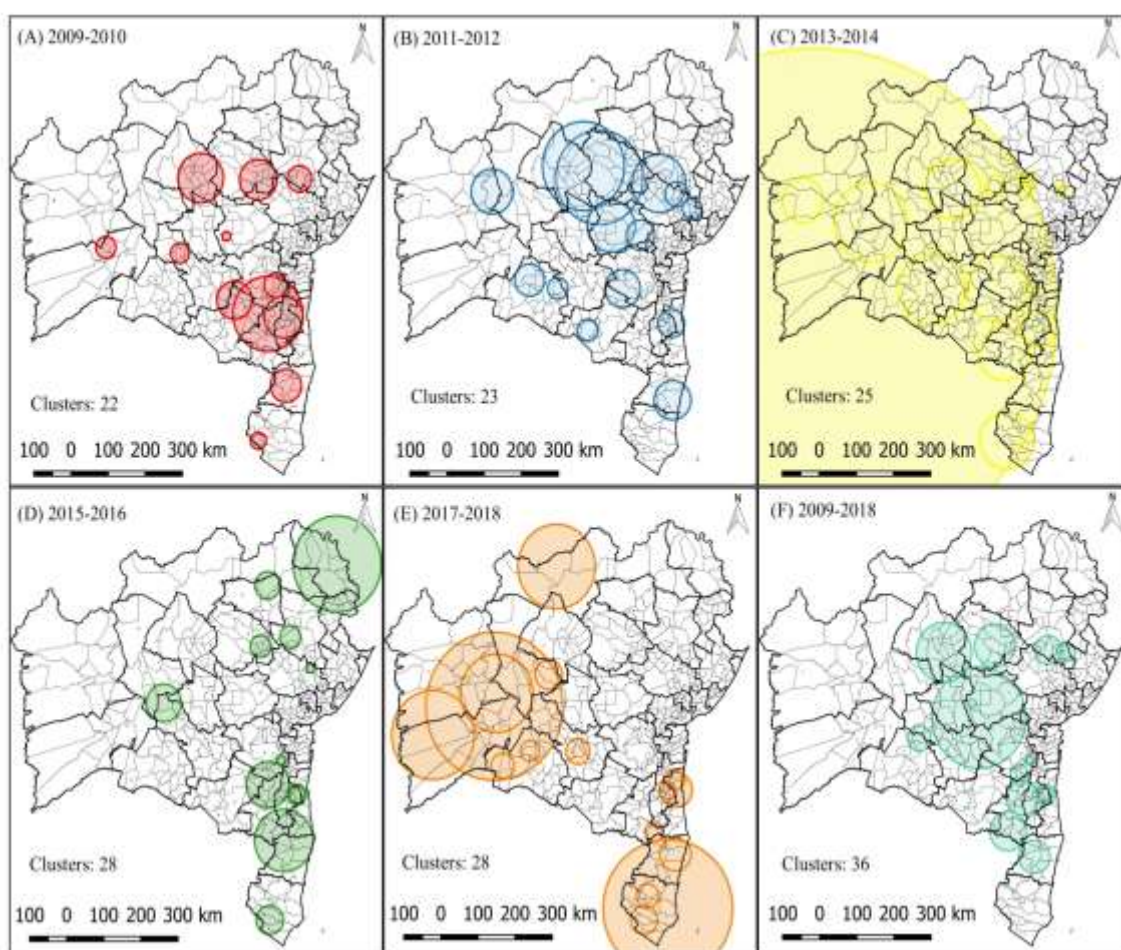 (A) 2009-2010
N
Clusters: 22
100 0 100 200 300 km
(B) 2011-2012
N
Clusters: 23
100 0 100 200 300 km
(C) 2013-2014
N
Clusters: 25
100 0 100 200 300 km
(D) 2015-2016
N
Clusters: 28
100 0 100 200 300 km
(E) 2017-2018
N
Clusters: 28
100 0 100 200 300 km
(F) 2009-2018
N
Clusters: 36
100 0 100 200 300 km